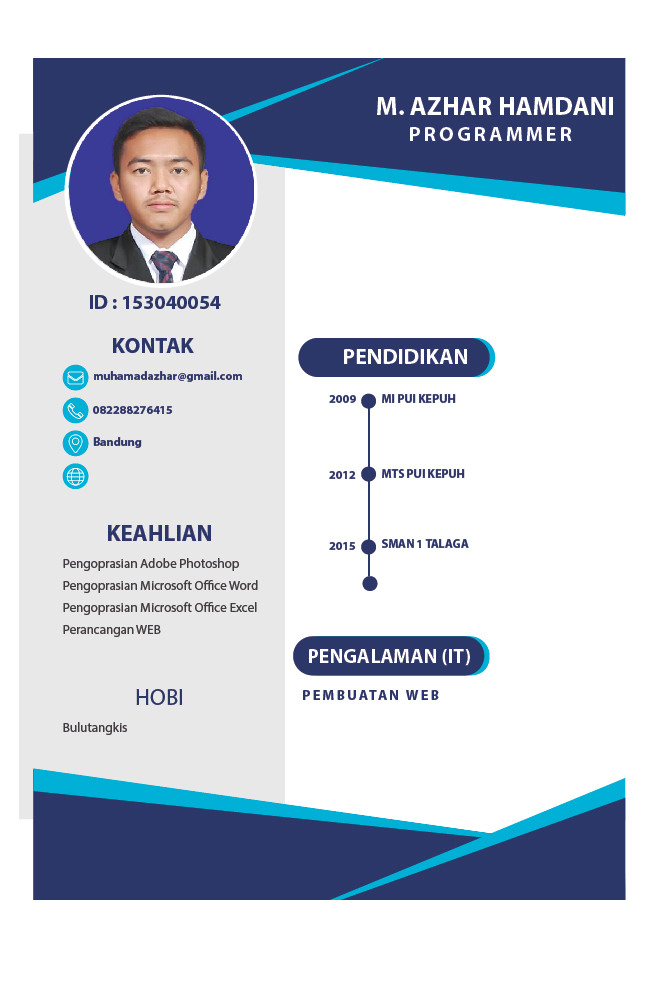 M. AZHAR HAMDANI
PROGRAMMER
ID : 153040054
KONTAK
muhamadazhar@gmail.com
082288276415
Bandung
KEAHLIAN
Pengoprasian Adobe Photoshop
Pengoprasian Microsoft Office Word
Pengoprasian Microsoft Office Excel
Perancangan WEB
HOBI
Bulutangkis
PENDIDIKAN
2009 MI PUI KEPUH
2012 MTS PUI KEPUH
2015 SMAN 1 TALAGA
PENGALAMAN (IT)
PEMBUATAN WEB